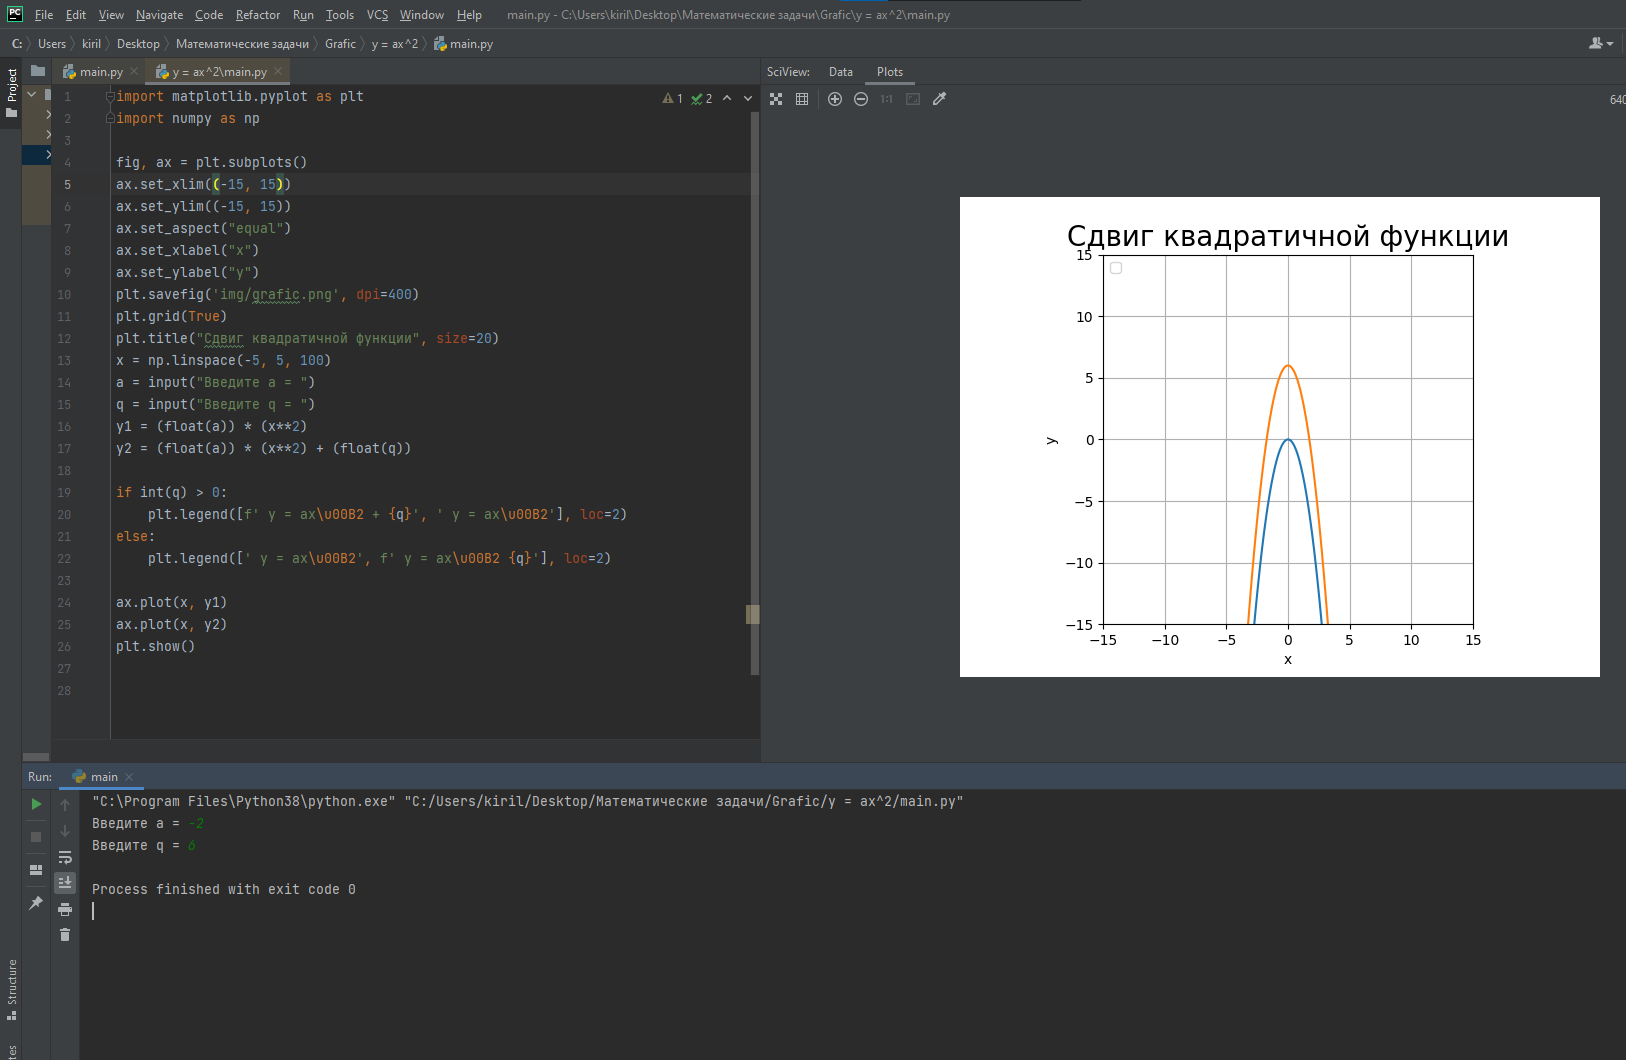 PC File Edit View Navigate Code Refactor Run Tools VCS Window Help main.py - C:\Users\kiril\Desktop\Математические задачи\Grafic\y = ax^2\main.py
C: Users kiril Desktop Математические задачи Grafic y = ax^2 main.py
Project
main.py y = ax^2\main.py
SciView: Data Plots
1:1
1 2
1 import matplotlib.pyplot as plt
2 import numpy as np
3
4 fig, ax = plt.subplots()
5 ax.set_xlim((-15, 15))
6 ax.set_ylim((-15, 15))
7 ax.set_aspect("equal")
8 ax.set_xlabel("x")
9 ax.set_ylabel("y")
10 plt.savefig('img/grafic.png', dpi=400)
11 plt.grid(True)
12 plt.title("Сдвиг квадратичной функции", size=20)
13 x = np.linspace(-5, 5, 100)
14 a = input("Введите a = ")
15 q = input("Введите q = ")
16 y1 = (float(a)) * (x**2)
17 y2 = (float(a)) * (x**2) + (float(q))
18
19 if int(q) > 0:
20 plt.legend([f' y = ax\u00B2 + {q}', ' y = ax\u00B2'], loc=2)
21 else:
22 plt.legend([' y = ax\u00B2', f' y = ax\u00B2 {q}'], loc=2)
23
24 ax.plot(x, y1)
25 ax.plot(x, y2)
26 plt.show()
27
28
640
Сдвиг квадратичной функции
15
10
5
0
−5
−10
−15
y
−15 −10 −5 0 5 10 15
x
Run: main
"C:\Program Files\Python38\python.exe" "C:/Users/kiril/Desktop/Математические задачи/Grafic/y = ax^2/main.py"
Введите a = -2
Введите q = 6
Process finished with exit code 0
Structure